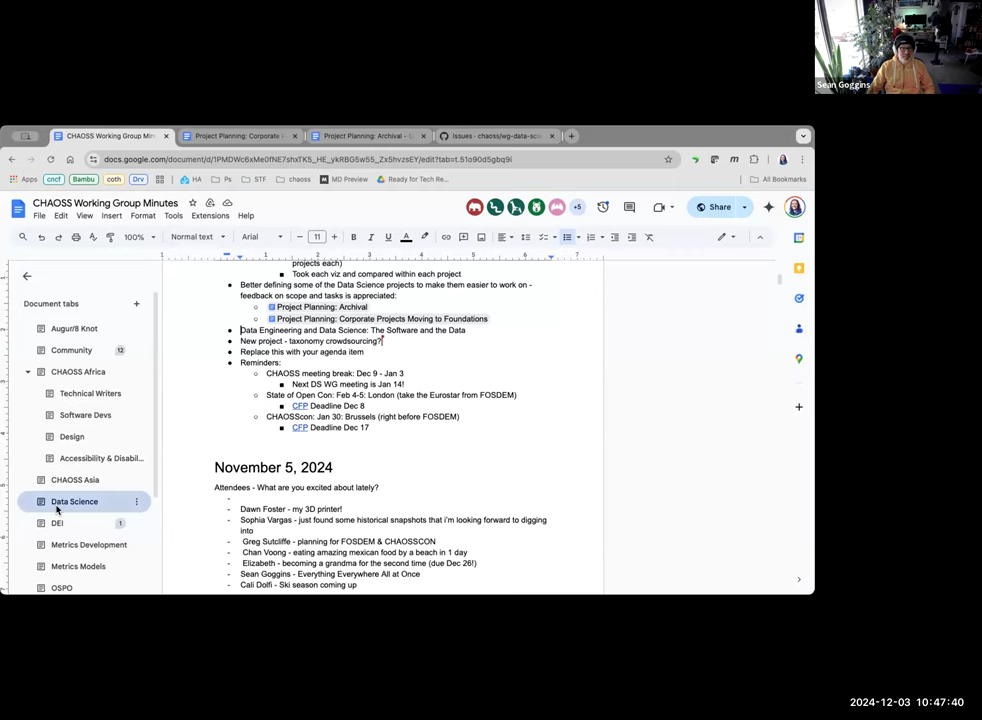 Sean Goggins
CHAOSS Working Group Min
Project Planning: Corporate
Project Planning: Archival -
Issues · chaoss/wg-data-sci
docs.google.com/document/d/
Apps
cncf
Bambu
coth
Drv
HA
Ps
STF
chaoss
MD Preview
Ready for Tech Re...
All Bookmarks
CHAOSS Working Group Minutes
File Edit View Insert Format Tools Extensions Help
+5
Share
100%
Normal text
Arial
11
B I U A
1 1 2 3 4 5 6 7
Document tabs
Augur/8 Knot
Community 12
CHAOSS Africa
Technical Writers
Software Devs
Design
Accessibility & Disabil...
CHAOSS Asia
Data Science
DEI 1
Metrics Development
Metrics Models
OSPO
projects each)
■ Took each viz and compared within each project
● Better defining some of the Data Science projects to make them easier to work on -
feedback on scope and tasks is appreciated:
○ Project Planning: Archival
○ Project Planning: Corporate Projects Moving to Foundations
● Data Engineering and Data Science: The Software and the Data
● New project - taxonomy crowdsourcing?
● Replace this with your agenda item
● Reminders:
○ CHAOSS meeting break: Dec 9 - Jan 3
■ Next DS WG meeting is Jan 14!
○ State of Open Con: Feb 4-5: London (take the Eurostar from FOSDEM)
■ CFP Deadline Dec 8
○ CHAOSScon: Jan 30: Brussels (right before FOSDEM)
■ CFP Deadline Dec 17
November 5, 2024
Attendees - What are you excited about lately?
-
- Dawn Foster - my 3D printer!
- Sophia Vargas - just found some historical snapshots that i'm looking forward to digging
into
- Greg Sutcliffe - planning for FOSDEM & CHAOSSCON
- Chan Voong - eating amazing mexican food by a beach in 1 day
- Elizabeth - becoming a grandma for the second time (due Dec 26!)
- Sean Goggins - Everything Everywhere All at Once
- Cali Dolfi - Ski season coming up
2024-12-03 10:47:40